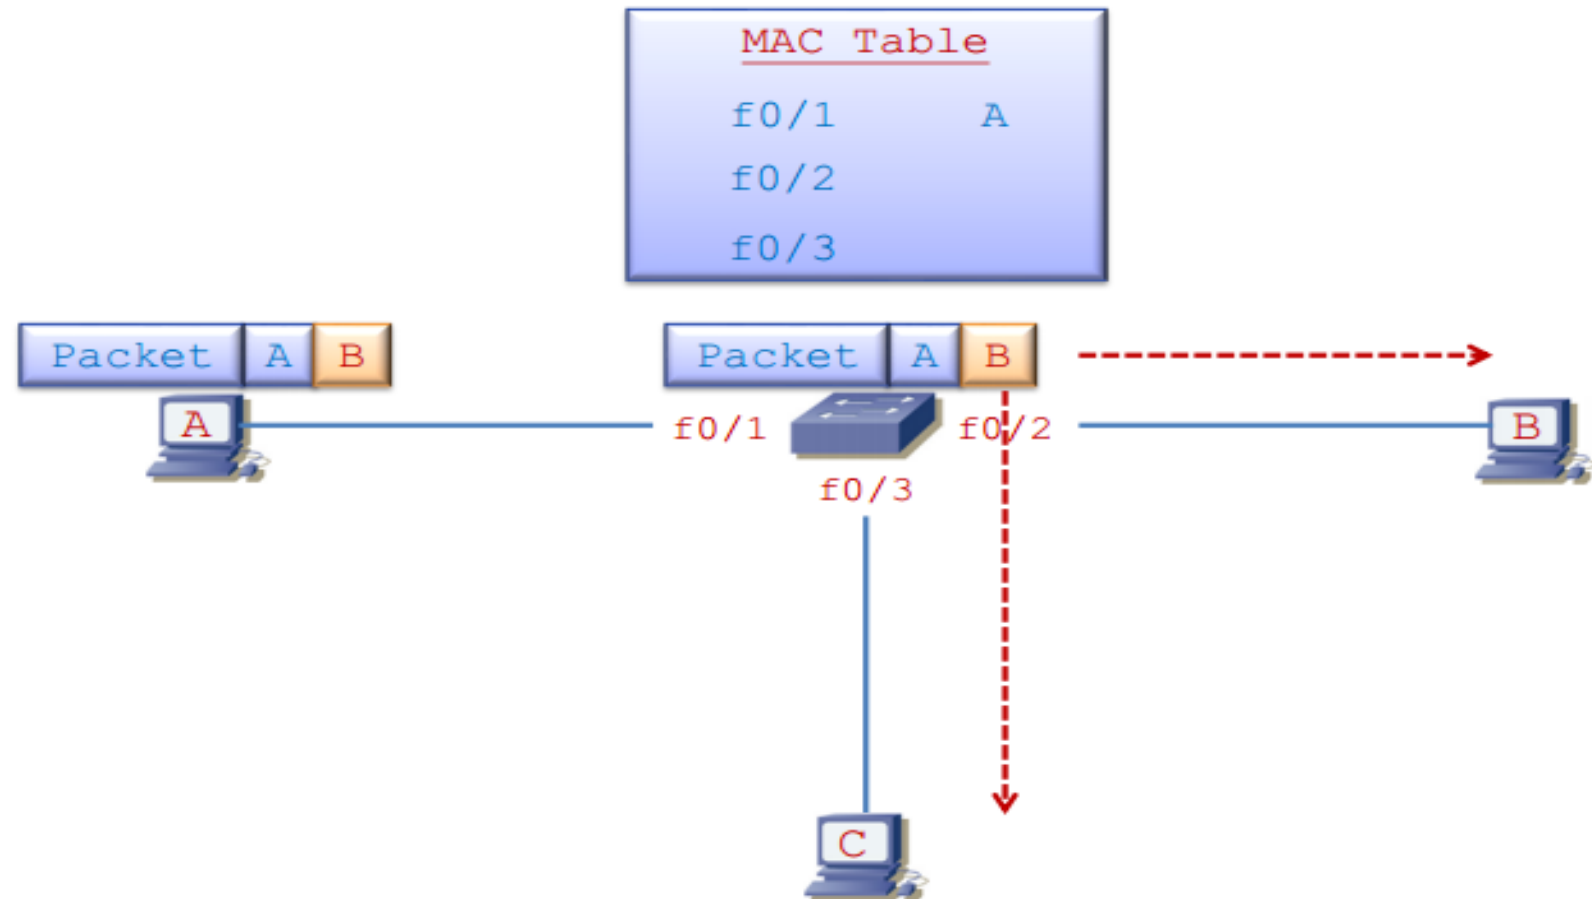 MAC Table
f0/1 A
f0/2
f0/3
Packet A B
Packet A B
A
f0/1
f0/2
B
f0/3
C